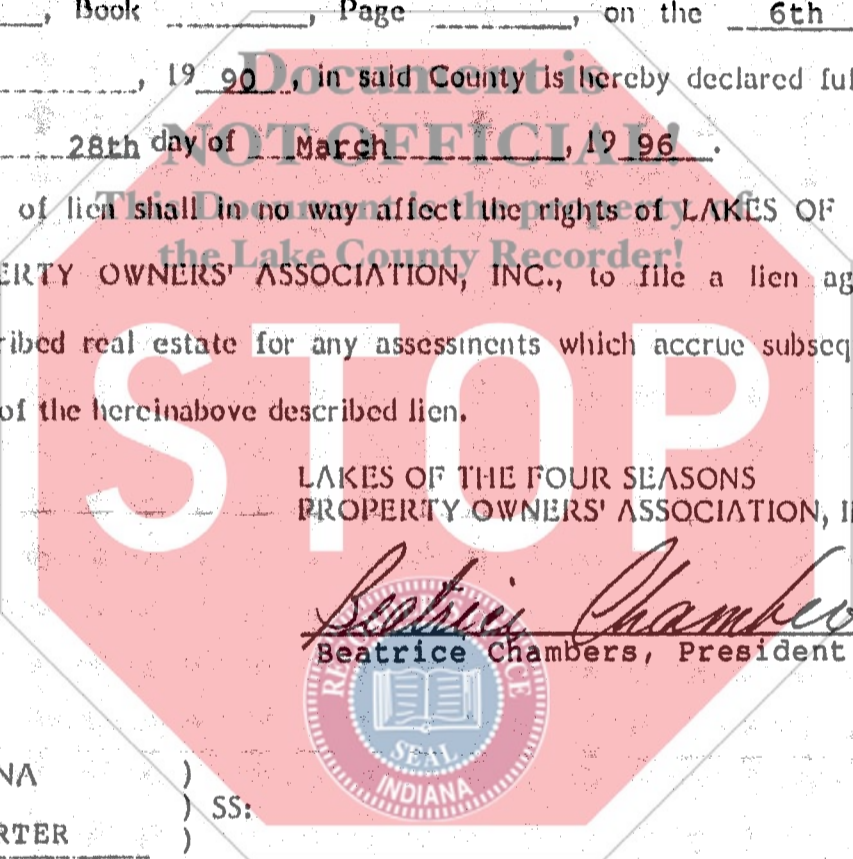 , Book ________, Page ________, on the 6th
________, 19 90, in said County is hereby declared ful
28th day of March, 19 96.
of lien shall in no way affect the rights of LAKES OF
ERTY OWNERS' ASSOCIATION, INC., to file a lien ag
ribed real estate for any assessments which accrue subseq
of the hereinabove described lien.
Document is
NOT OFFICIAL!
This Document is the property of
the Lake County Recorder!
STOP
LAKES OF THE FOUR SEASONS
PROPERTY OWNERS' ASSOCIATION, I
Beatrice Chambers
Beatrice Chambers, President
SEAL
INDIANA
NA )
) SS:
RTER )